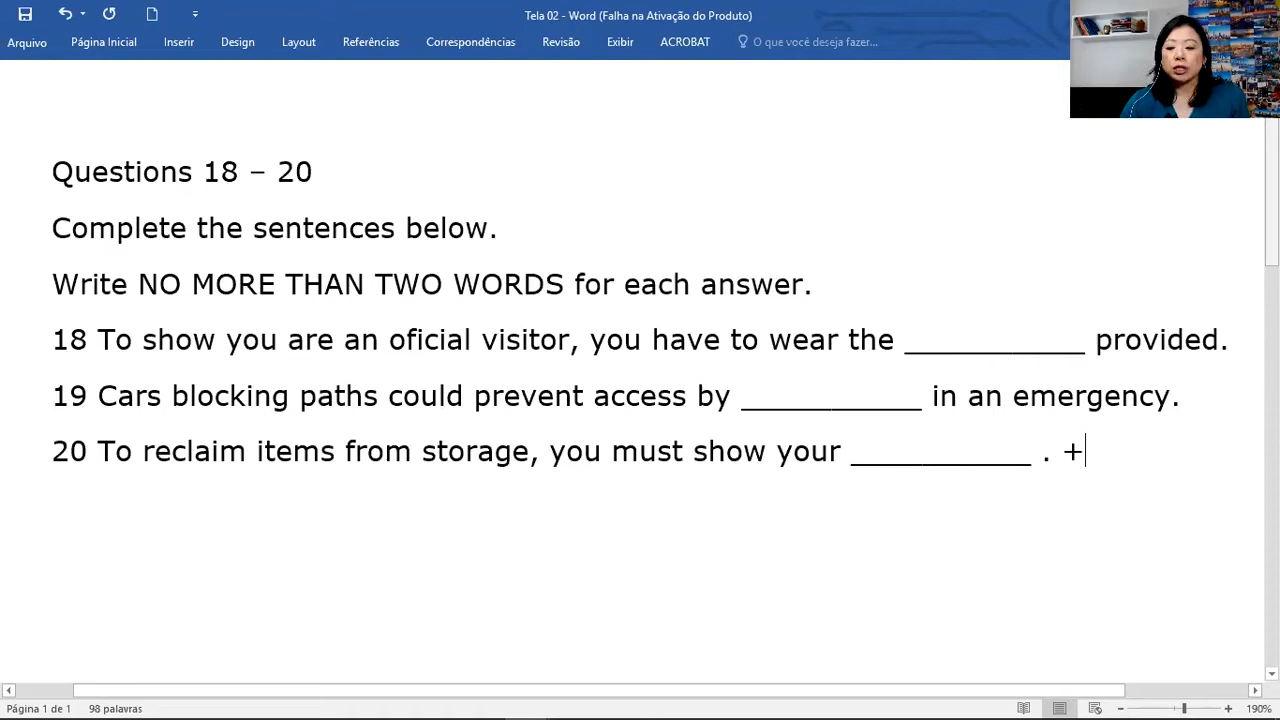 Tela 02 - Word (Falha na Ativação do Produto)
Arquivo Página Inicial Inserir Design Layout Referências Correspondências Revisão Exibir ACROBAT O que você deseja fazer...
Questions 18 – 20
Complete the sentences below.
Write NO MORE THAN TWO WORDS for each answer.
18 To show you are an oficial visitor, you have to wear the ____________ provided.
19 Cars blocking paths could prevent access by ____________ in an emergency.
20 To reclaim items from storage, you must show your ____________ . +
Página 1 de 1 98 palavras 190%